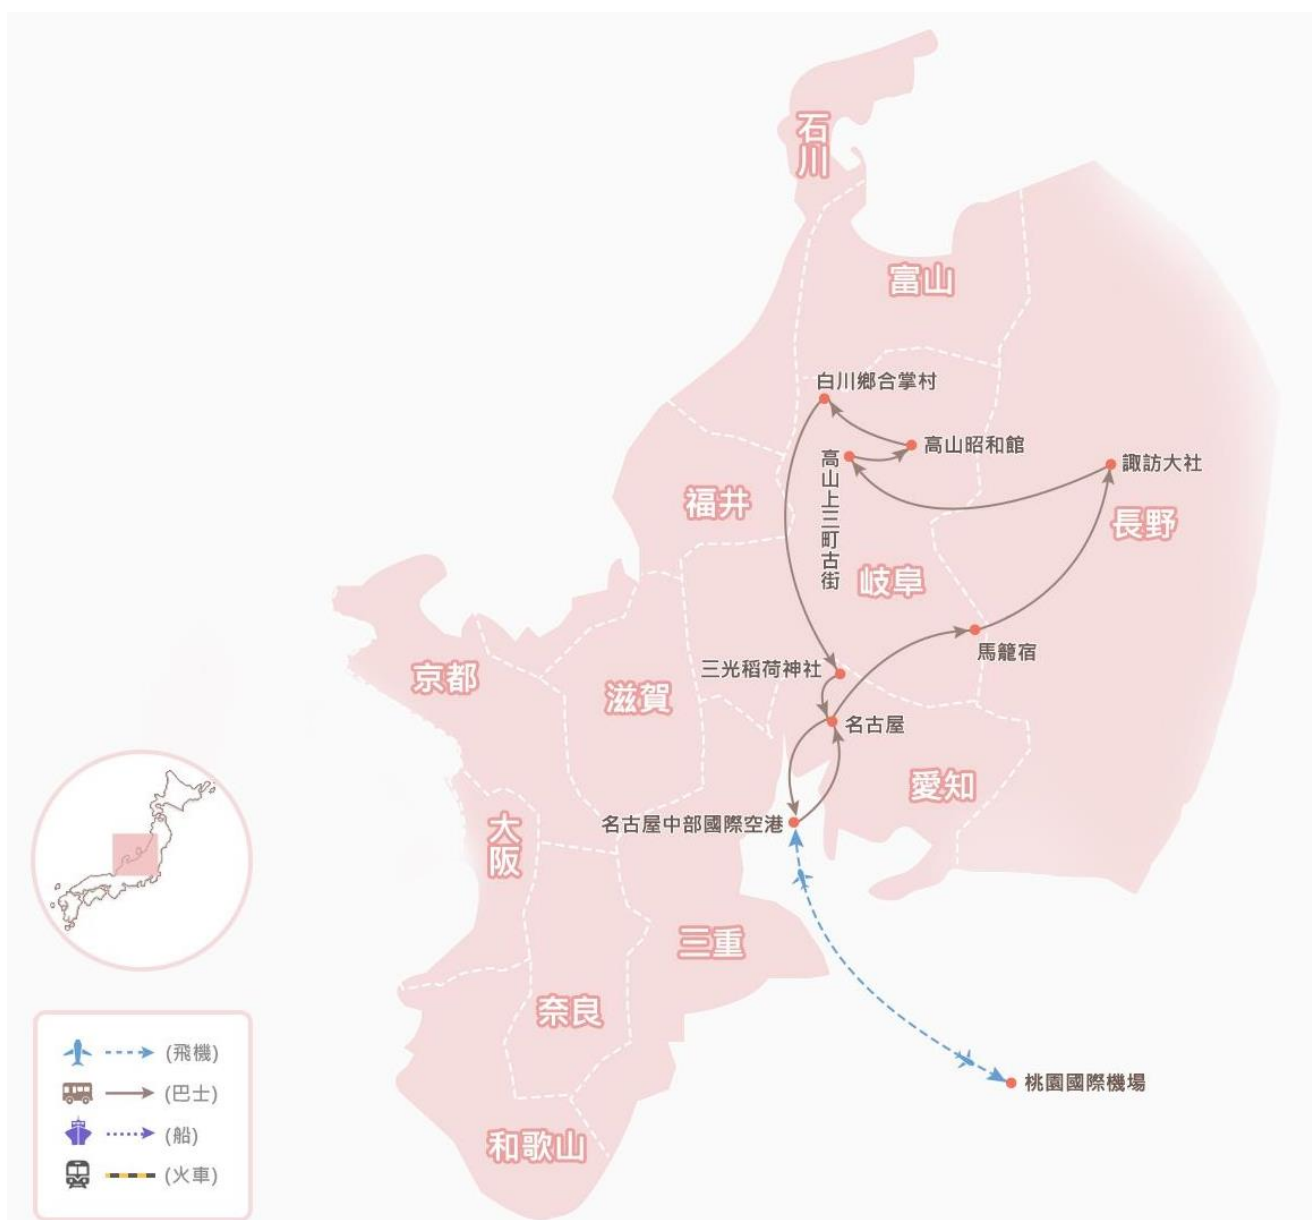 石川
富山
白川鄉合掌村
高山昭和館
高山上三町古街
諏訪大社
長野
福井
岐阜
馬籠宿
京都
滋賀
三光稻荷神社
名古屋
愛知
大阪
名古屋中部國際空港
三重
奈良
桃園國際機場
和歌山
(飛機)
(巴士)
(船)
(火車)